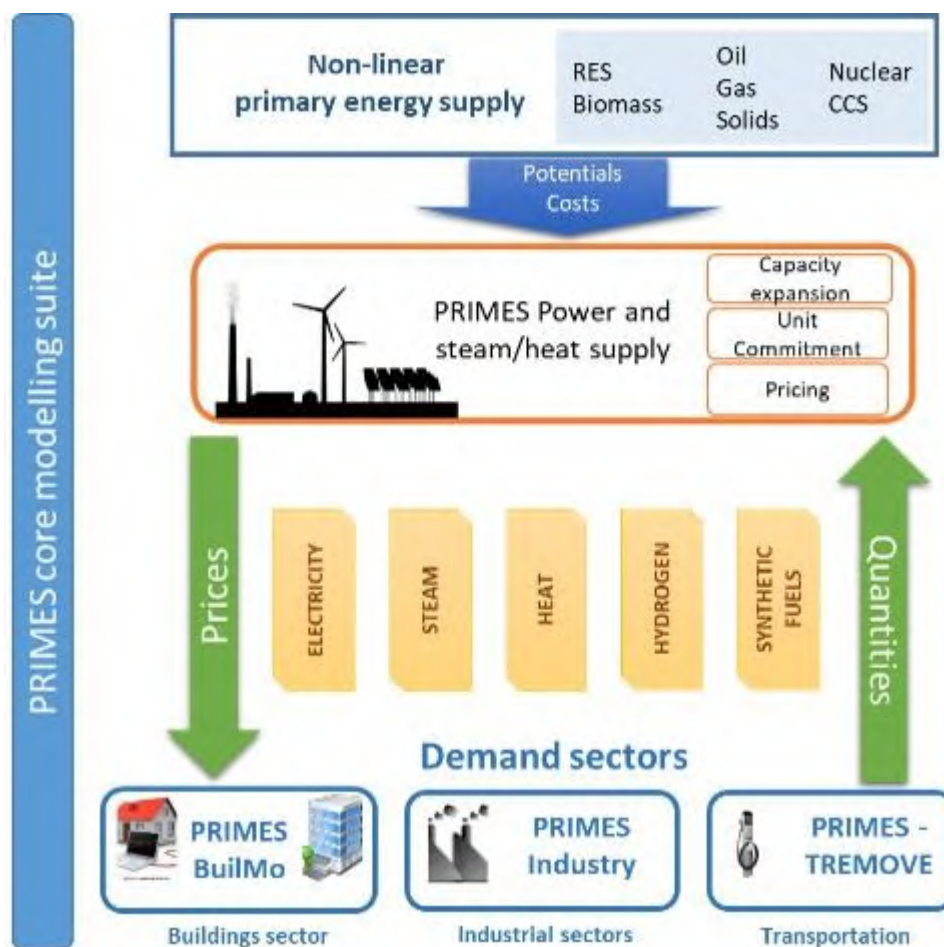 PRIMES core modelling suite
Non-linear
primary energy supply
RES
Biomass
Oil
Gas
Solids
Nuclear
CCS
Potentials
Costs
PRIMES Power and
steam/heat supply
Capacity
expansion
Unit
Commitment
Pricing
Prices
ELECTRICITY
STEAM
HEAT
HYDROGEN
SYNTHETIC
FUELS
Quantities
Demand sectors
PRIMES
BuilMo
PRIMES
Industry
PRIMES -
TREMOVE
Buildings sector
Industrial sectors
Transportation